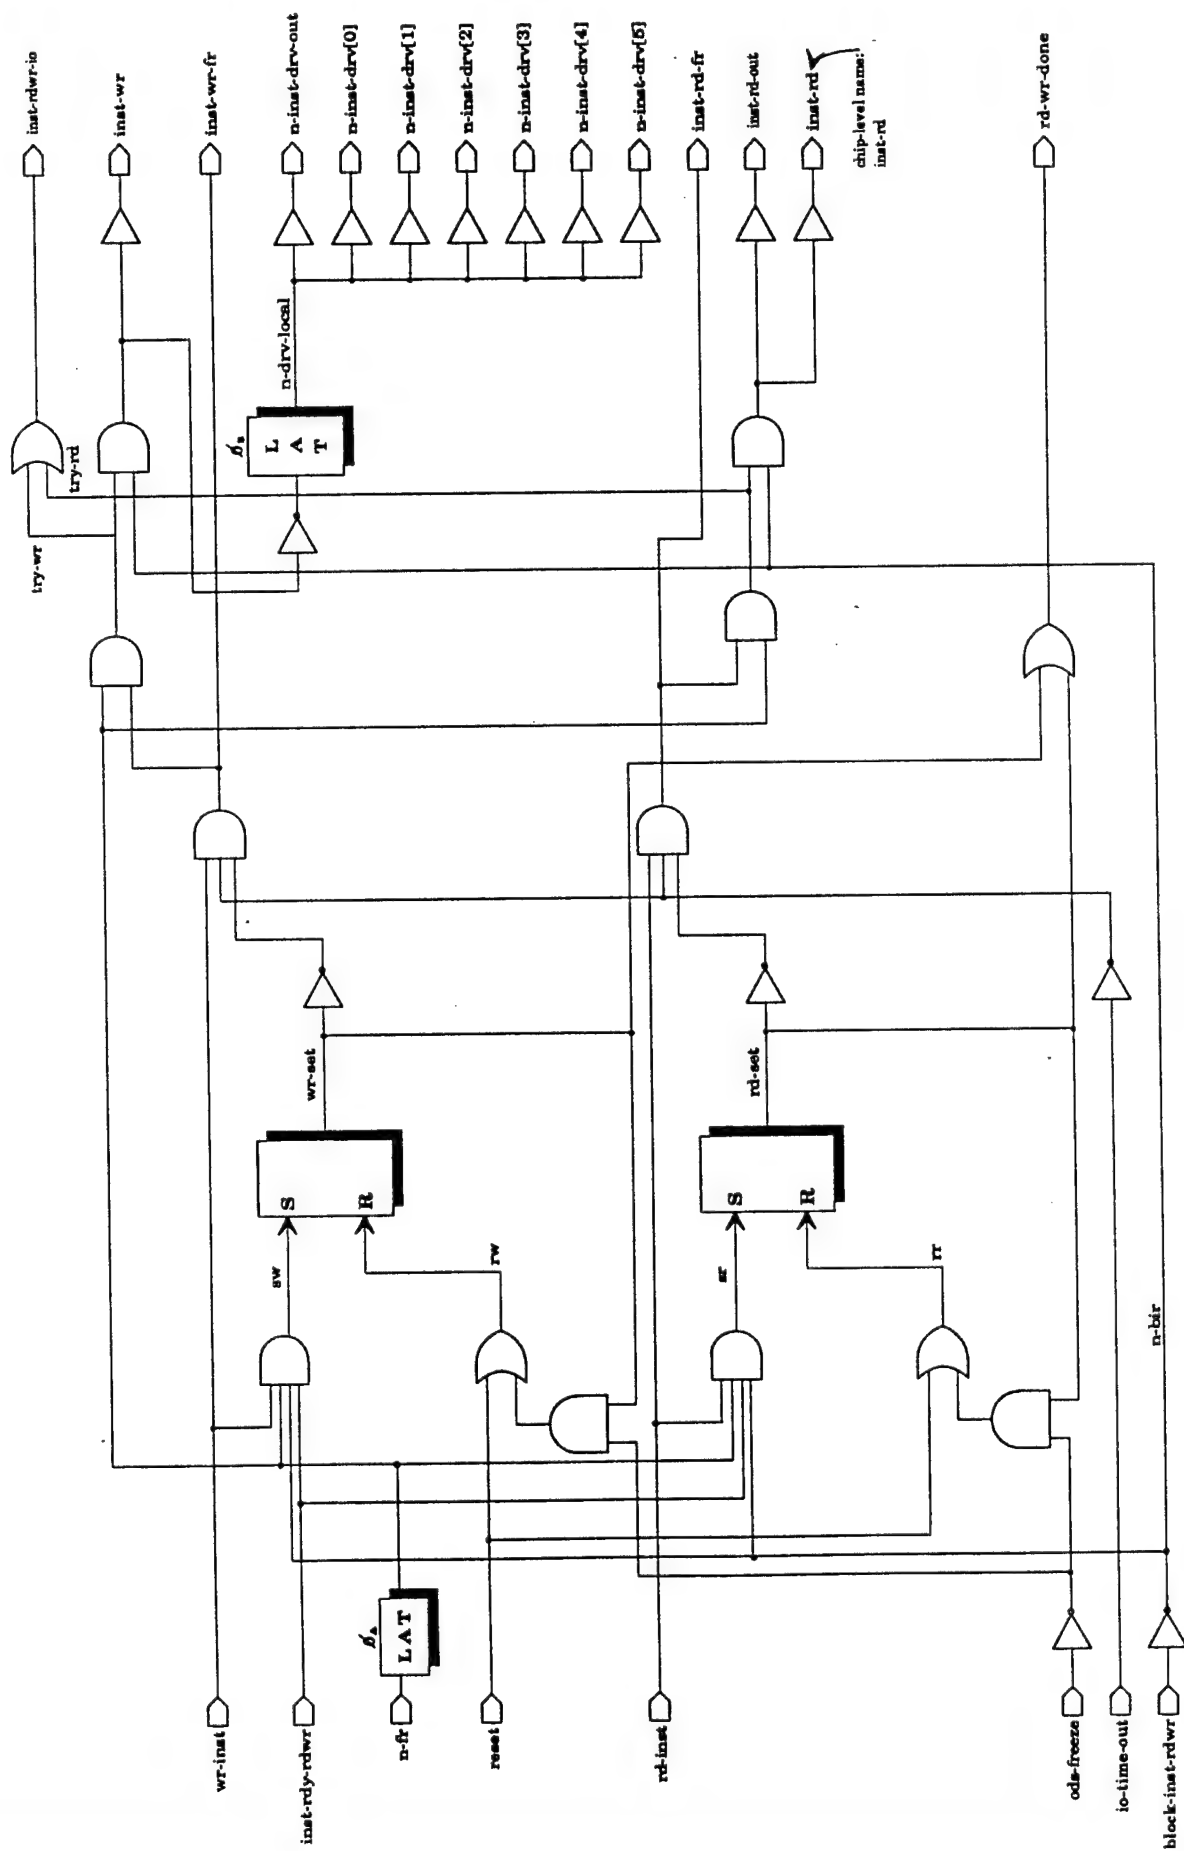 inst-rdwr-io
inst-wr
inst-wr-fr
n-inst-drv-out
n-inst-drv[0]
n-inst-drv[1]
n-inst-drv[2]
n-inst-drv[3]
n-inst-drv[4]
n-inst-drv[5]
inst-rd-fr
inst-rd-out
inst-rd
chip-level name:
inst-rd
rd-wr-done
try-wr
try-rd
n-drv-local
L A T
wr-set
rd-set
S
R
S
R
sw
rw
sr
rr
n-bir
LAT
wr-inst
inst-rdy-rdwr
n-fr
reset
rd-inst
ods-freeze
io-time-out
block-inst-rdwr